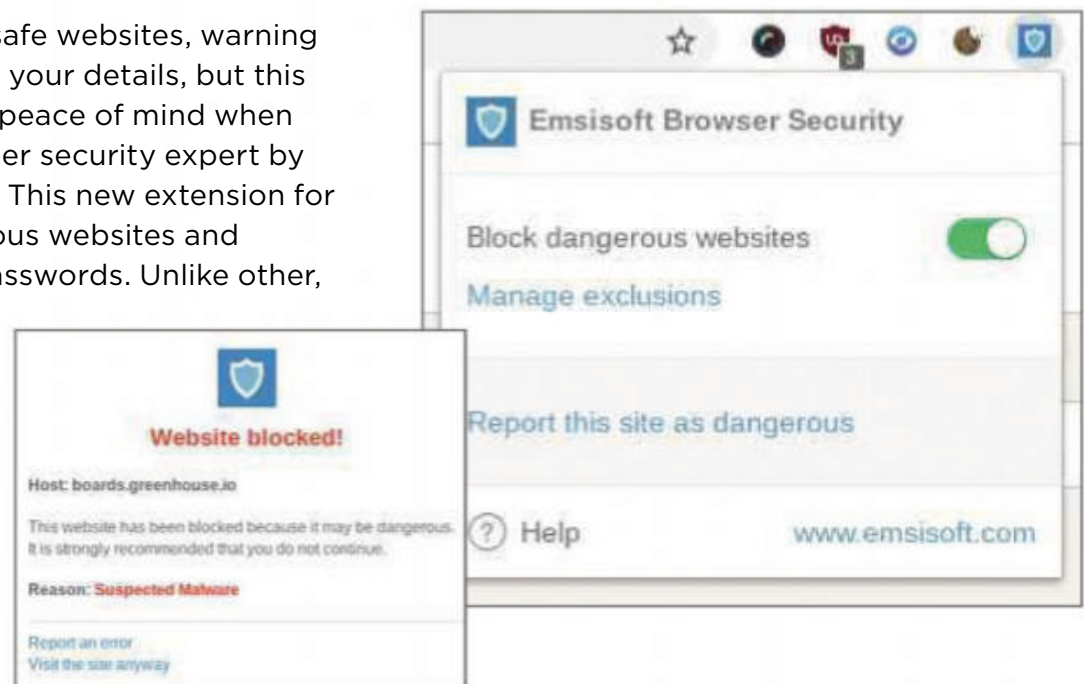 safe websites, warning
your details, but this
peace of mind when
er security expert by
This new extension for
ous websites and
asswords. Unlike other,
3
Emsisoft Browser Security
Block dangerous websites
Manage exclusions
Report this site as dangerous
? Help www.emsisoft.com
Website blocked!
Host: boards.greenhouse.io
This website has been blocked because it may be dangerous.
It is strongly recommended that you do not continue.
Reason: Suspected Malware
Report an error
Visit the site anyway